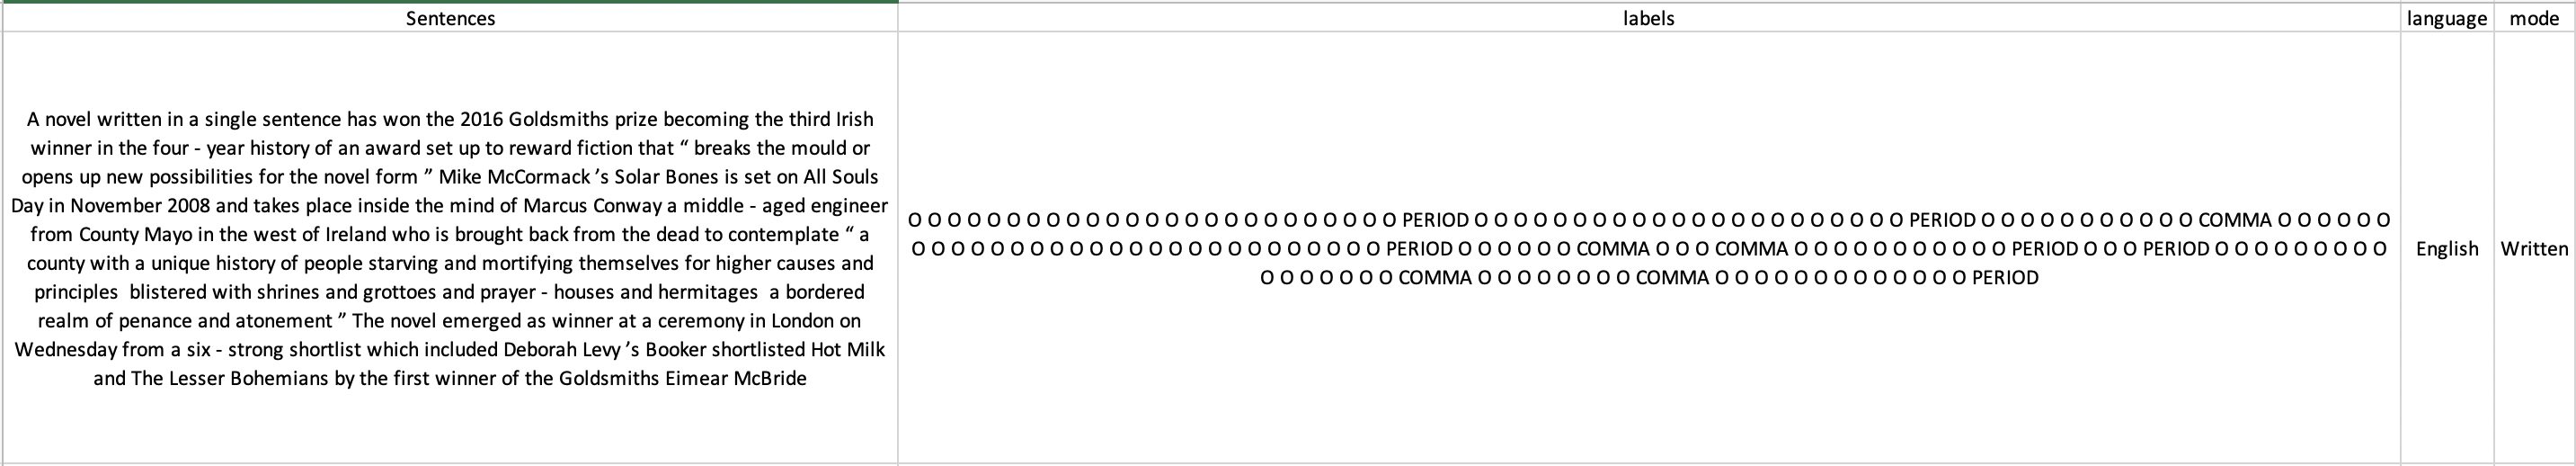 Sentences labels language mode
A novel written in a single sentence has won the 2016 Goldsmiths prize becoming the third Irish
winner in the four - year history of an award set up to reward fiction that “ breaks the mould or
opens up new possibilities for the novel form ” Mike McCormack ’s Solar Bones is set on All Souls
Day in November 2008 and takes place inside the mind of Marcus Conway a middle - aged engineer
from County Mayo in the west of Ireland who is brought back from the dead to contemplate “ a
county with a unique history of people starving and mortifying themselves for higher causes and
principles  blistered with shrines and grottoes and prayer - houses and hermitages  a bordered
realm of penance and atonement ” The novel emerged as winner at a ceremony in London on
Wednesday from a six - strong shortlist which included Deborah Levy ’s Booker shortlisted Hot Milk
and The Lesser Bohemians by the first winner of the Goldsmiths Eimear McBride
O O O O O O O O O O O O O O O O O O O O O O O O O PERIOD O O O O O O O O O O O O O O O O O O O O O O PERIOD O O O O O O O O O O O COMMA O O O O O O
O O O O O O O O O O O O O O O O O O O O O O O O PERIOD O O O O O O COMMA O O O COMMA O O O O O O O O O O O PERIOD O O O PERIOD O O O O O O O O O
O O O O O O O COMMA O O O O O O O O COMMA O O O O O O O O O O O O O PERIOD
English
Written